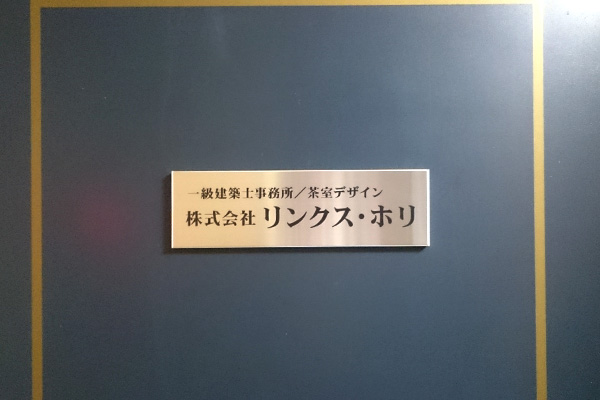 一級建築士事務所／茶室デザイン
株式会社 リンクス・ホリ